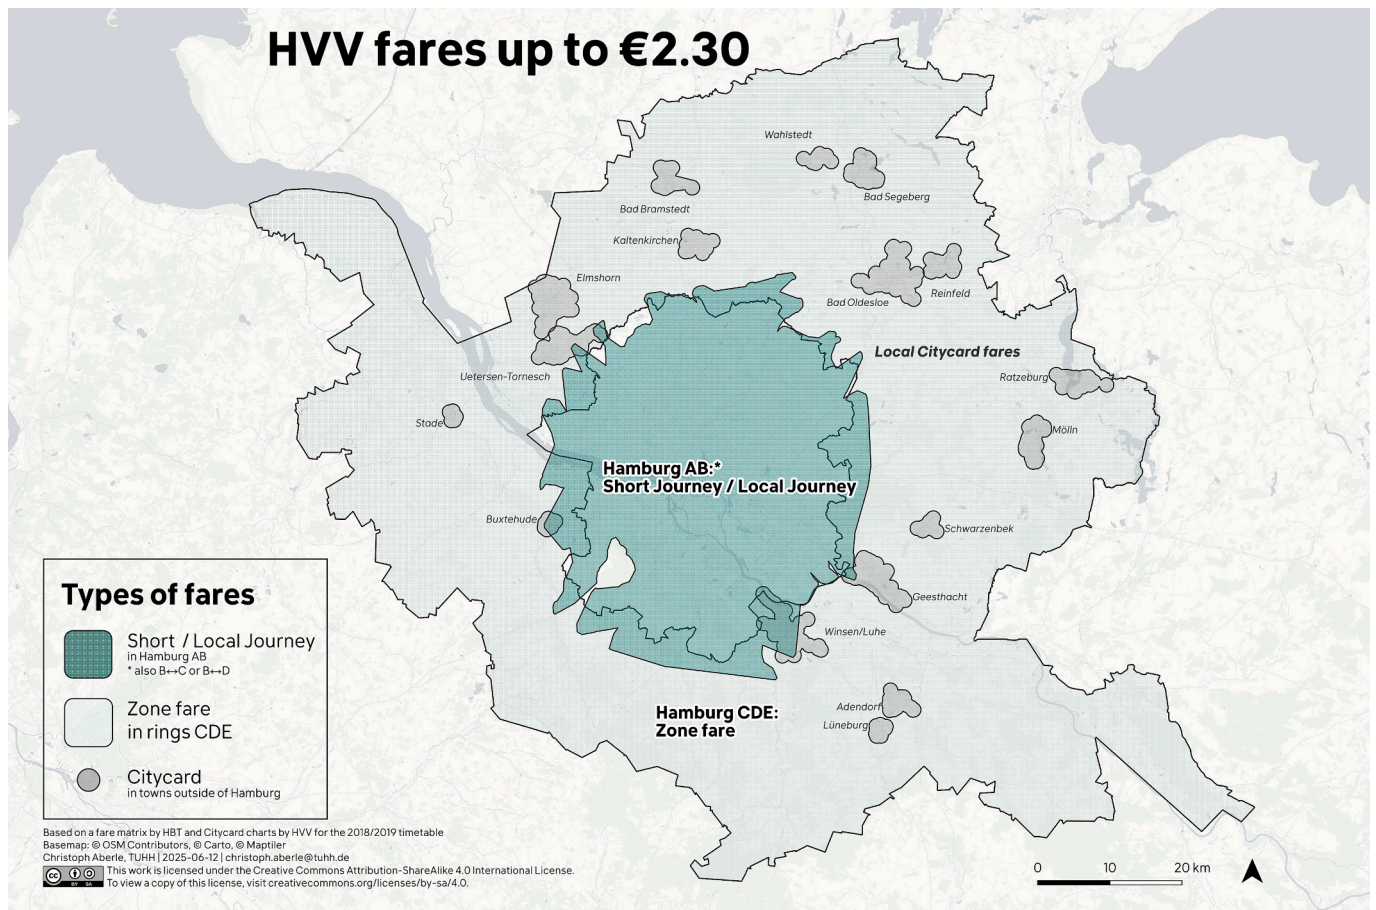 HVV fares up to €2.30
Wahlstedt
Bad Segeberg
Bad Bramstedt
Kaltenkirchen
Elmshorn
Bad Oldesloe
Reinfeld
Local Citycard fares
Uetersen-Tornesch
Ratzeburg
Stade
Mölln
Hamburg AB:*
Short Journey / Local Journey
Buxtehude
Schwarzenbek
Geesthacht
Winsen/Luhe
Hamburg CDE:
Zone fare
Adendorf
Lüneburg
Types of fares
Short / Local Journey
in Hamburg AB
* also B↔C or B↔D
Zone fare
in rings CDE
Citycard
in towns outside of Hamburg
Based on a fare matrix by HBT and Citycard charts by HVV for the 2018/2019 timetable
Basemap: © OSM Contributors, © Carto, © Maptiler
Christoph Aberle, TUHH | 2025-06-12 | christoph.aberle@tuhh.de
CC BY SA
This work is licensed under the Creative Commons Attribution-ShareAlike 4.0 International License.
To view a copy of this license, visit creativecommons.org/licenses/by-sa/4.0.
0 10 20 km